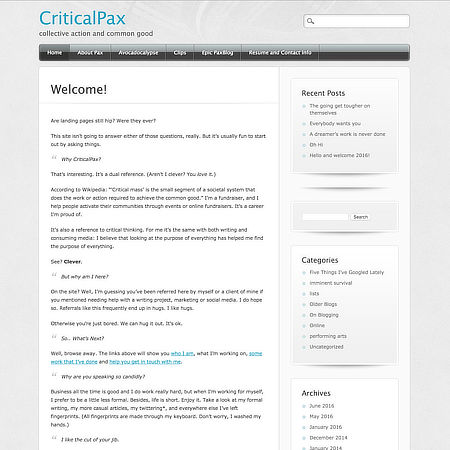 CriticalPax
collective action and common good
Home About Pax Avocadocalypse Clips Epic PaxBlog Resume and Contact Info
Welcome!
Are landing pages still hip? Were they ever?
This site isn't going to answer either of those questions, really. But it's usually fun to start
out by asking things.
Why CriticalPax?
That's interesting. It's a dual reference. (Aren't I clever? You love it.)
According to Wikipedia: "'Critical mass' is the small segment of a societal system that
does the work or action required to achieve the common good." I'm a fundraiser, and I
help people activate their communities through events or online fundraisers. It's a career
I'm proud of.
It's also a reference to critical thinking. For me it's the same with both writing and
consuming media: I believe that looking at the purpose of everything has helped me find
the purpose of everything.
See? Clever.
But why am I here?
On the site? Well, I'm guessing you've been referred here by myself or a client of mine if
you mentioned needing help with a writing project, marketing or social media. I do hope
so. Referrals like this frequently end up in hugs. I like hugs.
Otherwise you're just bored. We can hug it out. It's ok.
So.. What's Next?
Well, browse away. The links above will show you who I am, what I'm working on, some
work that I've done and help you get in touch with me.
Why are you speaking so candidly?
Business all the time is good and I do work really hard, but when I'm working for myself,
I prefer to be a little less formal. Besides, life is short. Enjoy it. Take a look at my formal
writing, my more casual articles, my twittering*, and everywhere else I've left
fingerprints. (All fingerprints are made through my keyboard. Don't worry, I washed my
hands.)
I like the cut of your jib.
Recent Posts
The going get tougher on
themselves
Everybody wants you
A dreamer's work is never done
Oh Hi
Hello and welcome 2016!
Search
Categories
Five Things I've Googled Lately
imminent survival
lists
Older Blogs
On Blogging
Online
performing arts
Uncategorized
Archives
June 2016
May 2016
January 2016
December 2014
January 2014